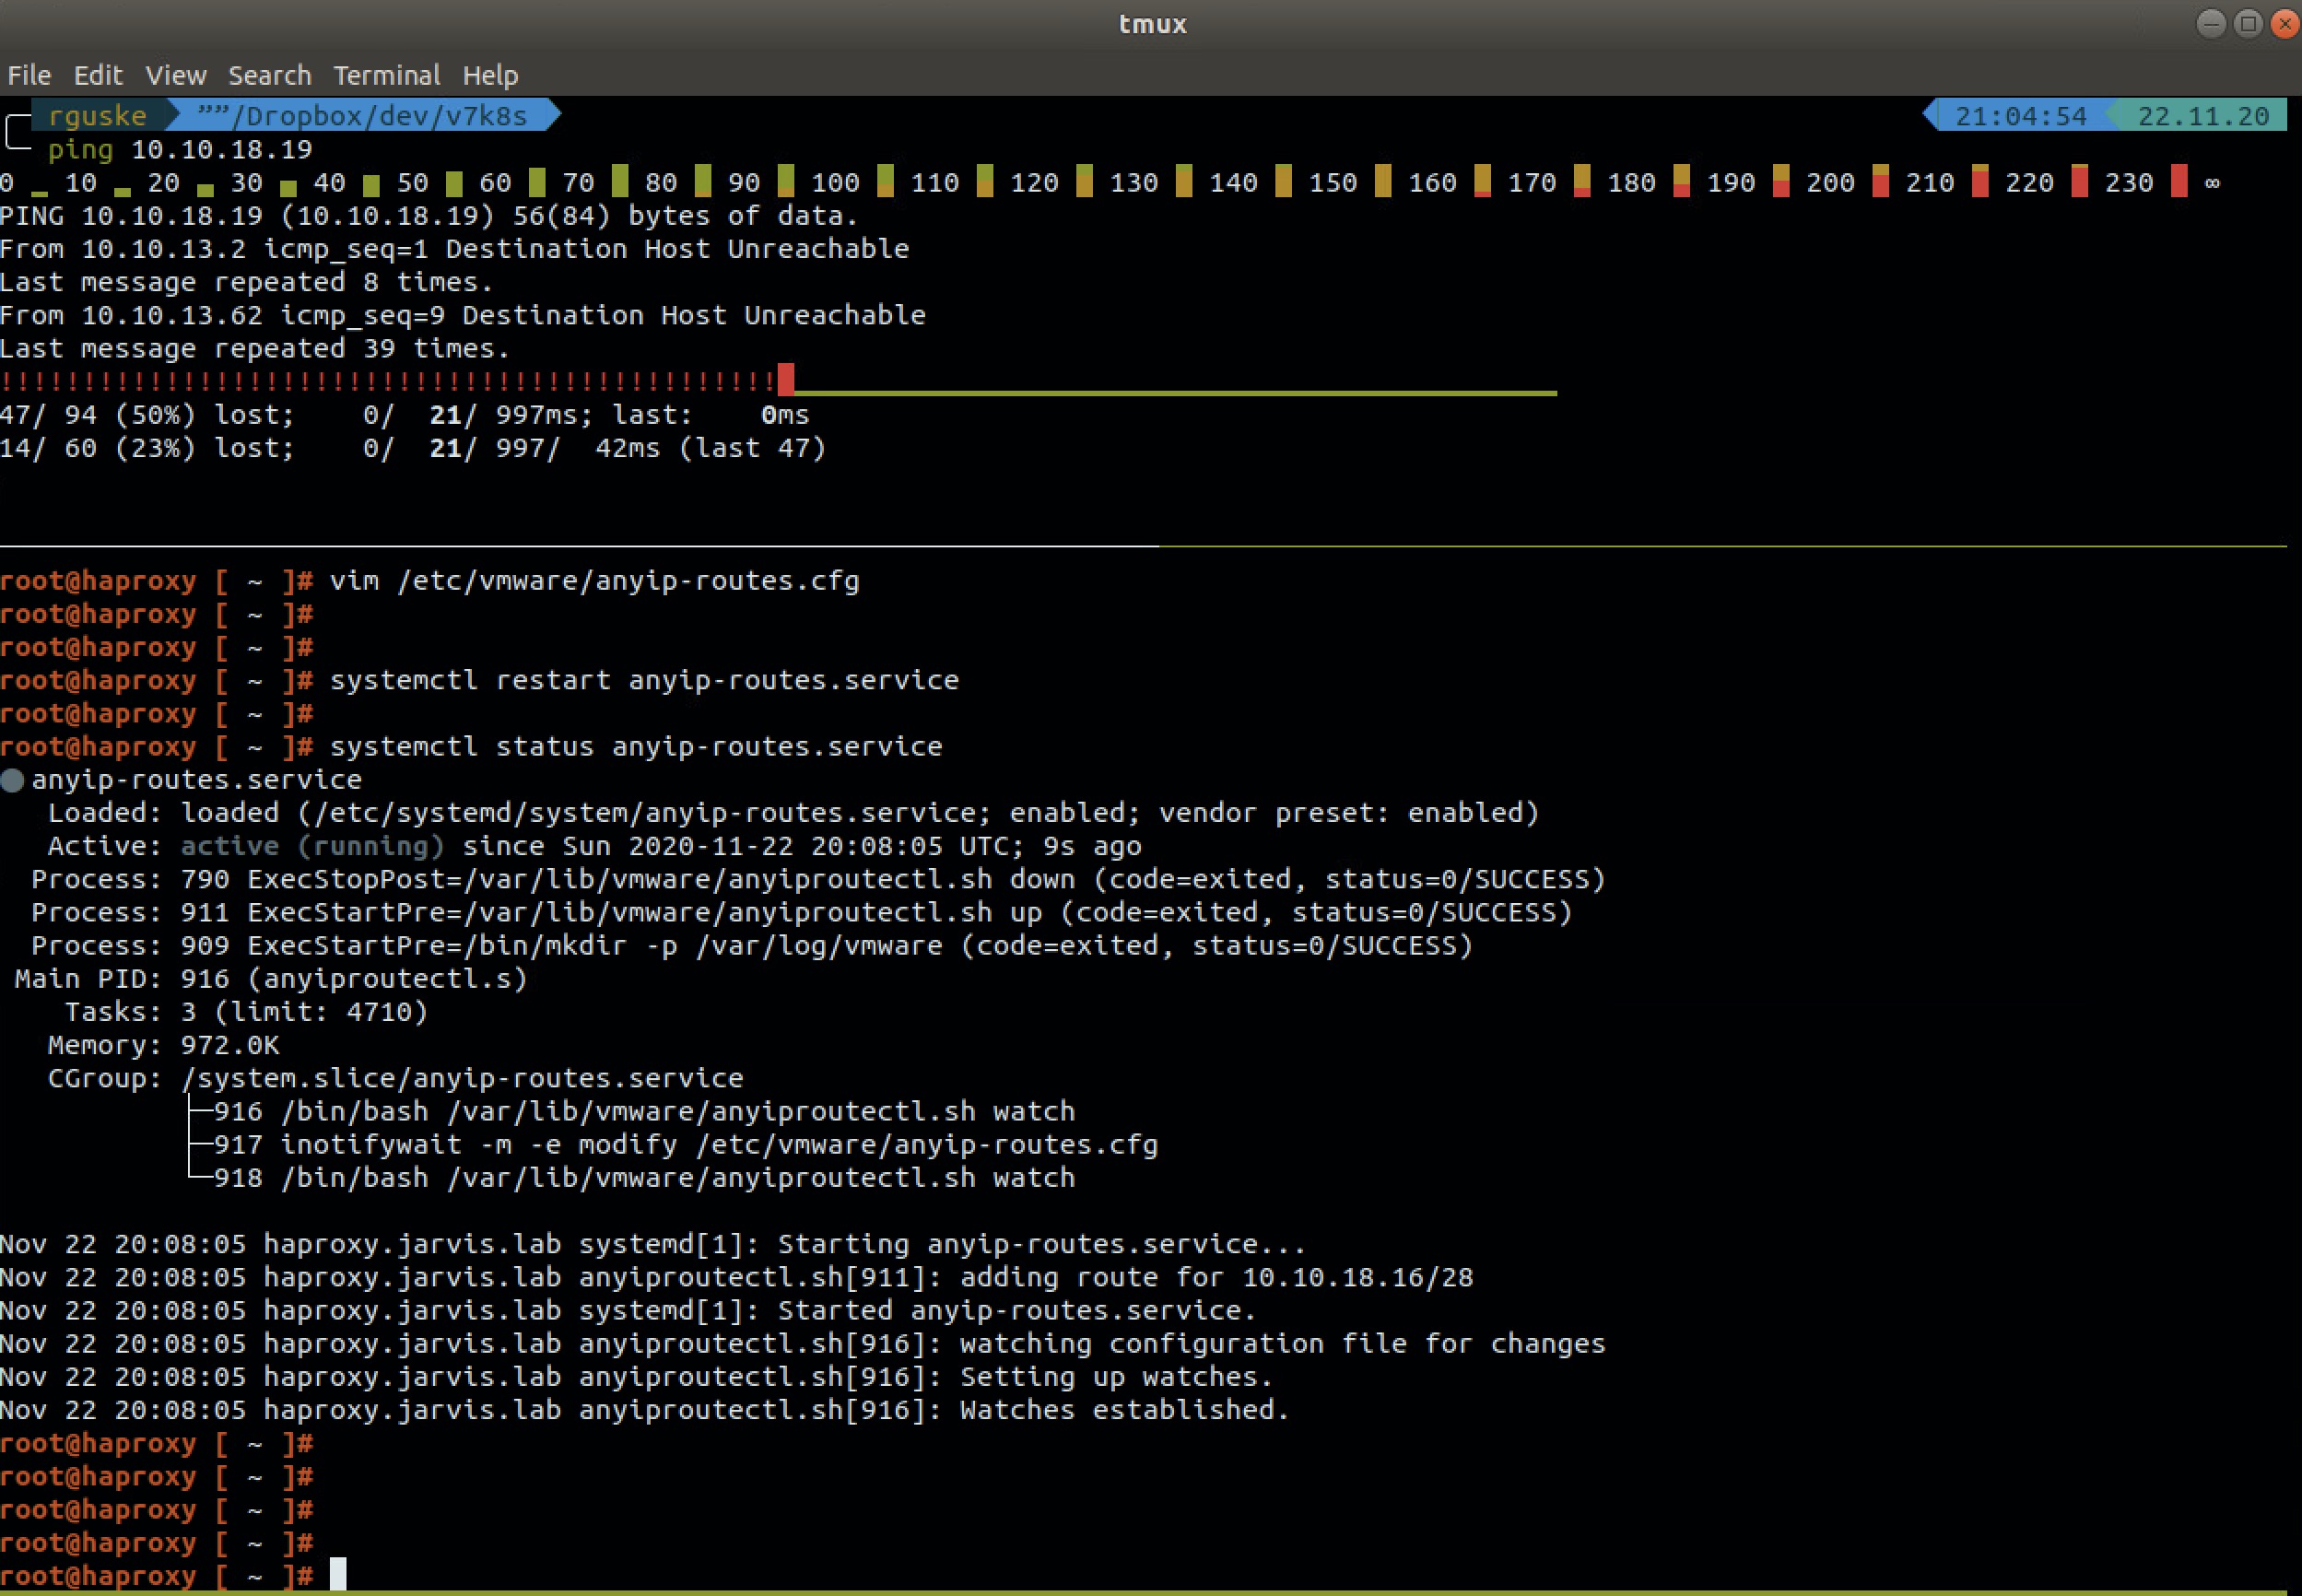 tmux
File Edit View Search Terminal Help
rguske ””/Dropbox/dev/v7k8s 21:04:54 22.11.20
ping 10.10.18.19
0 10 20 30 40 50 60 70 80 90 100 110 120 130 140 150 160 170 180 190 200 210 220 230 ∞
PING 10.10.18.19 (10.10.18.19) 56(84) bytes of data.
From 10.10.13.2 icmp_seq=1 Destination Host Unreachable
Last message repeated 8 times.
From 10.10.13.62 icmp_seq=9 Destination Host Unreachable
Last message repeated 39 times.
!!!!!!!!!!!!!!!!!!!!!!!!!!!!!!!!!!!!!!!!!!!!!!!
47/ 94 (50%) lost;    0/  21/ 997ms; last:    0ms
14/ 60 (23%) lost;    0/  21/ 997/  42ms (last 47)
root@haproxy [ ~ ]# vim /etc/vmware/anyip-routes.cfg
root@haproxy [ ~ ]#
root@haproxy [ ~ ]#
root@haproxy [ ~ ]# systemctl restart anyip-routes.service
root@haproxy [ ~ ]#
root@haproxy [ ~ ]# systemctl status anyip-routes.service
● anyip-routes.service
Loaded: loaded (/etc/systemd/system/anyip-routes.service; enabled; vendor preset: enabled)
Active: active (running) since Sun 2020-11-22 20:08:05 UTC; 9s ago
Process: 790 ExecStopPost=/var/lib/vmware/anyiproutectl.sh down (code=exited, status=0/SUCCESS)
Process: 911 ExecStartPre=/var/lib/vmware/anyiproutectl.sh up (code=exited, status=0/SUCCESS)
Process: 909 ExecStartPre=/bin/mkdir -p /var/log/vmware (code=exited, status=0/SUCCESS)
Main PID: 916 (anyiproutectl.s)
Tasks: 3 (limit: 4710)
Memory: 972.0K
CGroup: /system.slice/anyip-routes.service
├─916 /bin/bash /var/lib/vmware/anyiproutectl.sh watch
├─917 inotifywait -m -e modify /etc/vmware/anyip-routes.cfg
└─918 /bin/bash /var/lib/vmware/anyiproutectl.sh watch
Nov 22 20:08:05 haproxy.jarvis.lab systemd[1]: Starting anyip-routes.service...
Nov 22 20:08:05 haproxy.jarvis.lab anyiproutectl.sh[911]: adding route for 10.10.18.16/28
Nov 22 20:08:05 haproxy.jarvis.lab systemd[1]: Started anyip-routes.service.
Nov 22 20:08:05 haproxy.jarvis.lab anyiproutectl.sh[916]: watching configuration file for changes
Nov 22 20:08:05 haproxy.jarvis.lab anyiproutectl.sh[916]: Setting up watches.
Nov 22 20:08:05 haproxy.jarvis.lab anyiproutectl.sh[916]: Watches established.
root@haproxy [ ~ ]#
root@haproxy [ ~ ]#
root@haproxy [ ~ ]#
root@haproxy [ ~ ]#
root@haproxy [ ~ ]#